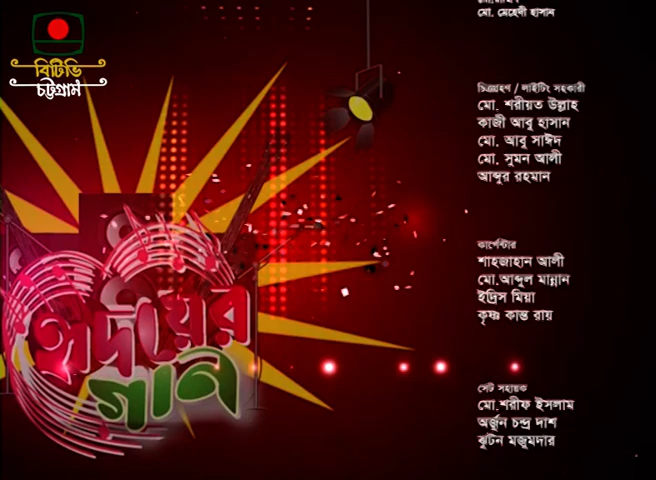 বিটিভি
চট্টগ্রাম
হৃদয়ের
গান
মো. মেহেদী হাসান
চিত্রগ্রহণ / লাইটিং সহকারী
মো. শরীয়ত উল্লাহ
কাজী আবু হাসান
মো. আবু সাঈদ
মো. সুমন আলী
আব্দুর রহমান
কার্পেন্টার
শাহজাহান আলী
মো.আব্দুল মান্নান
ইদ্রিস মিয়া
কৃষ্ণ কান্ত রায়
সেট সহায়ক
মো.শরীফ ইসলাম
অর্জুন চন্দ্র দাশ
ঝুটন মজুমদার